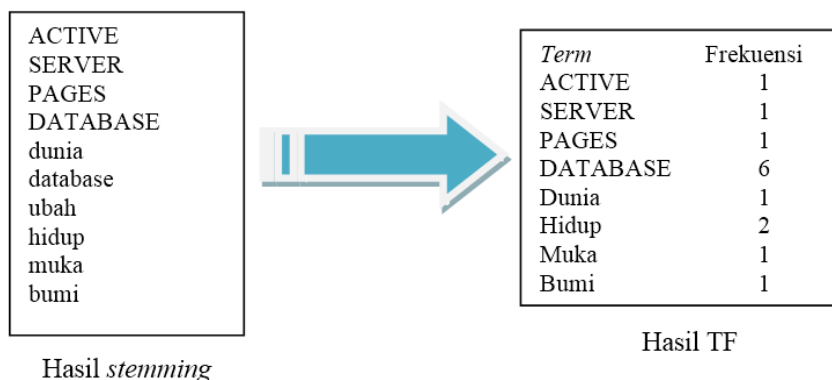 ACTIVE
SERVER
PAGES
DATABASE
dunia
database
ubah
hidup
muka
bumi
Hasil stemming
Term Frekuensi
ACTIVE 1
SERVER 1
PAGES 1
DATABASE 6
Dunia 1
Hidup 2
Muka 1
Bumi 1
Hasil TF